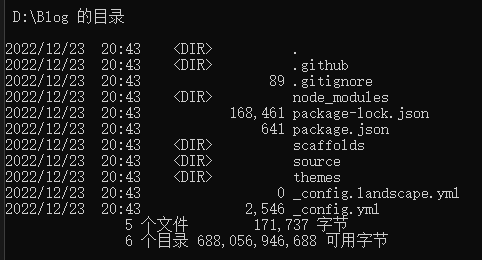 D:\Blog 的目录
2022/12/23  20:43    <DIR>          .
2022/12/23  20:43    <DIR>          .github
2022/12/23  20:43                89 .gitignore
2022/12/23  20:43    <DIR>          node_modules
2022/12/23  20:43           168,461 package-lock.json
2022/12/23  20:43               641 package.json
2022/12/23  20:43    <DIR>          scaffolds
2022/12/23  20:43    <DIR>          source
2022/12/23  20:43    <DIR>          themes
2022/12/23  20:43                 0 _config.landscape.yml
2022/12/23  20:43             2,546 _config.yml
5 个文件        171,737 字节
6 个目录 688,056,946,688 可用字节